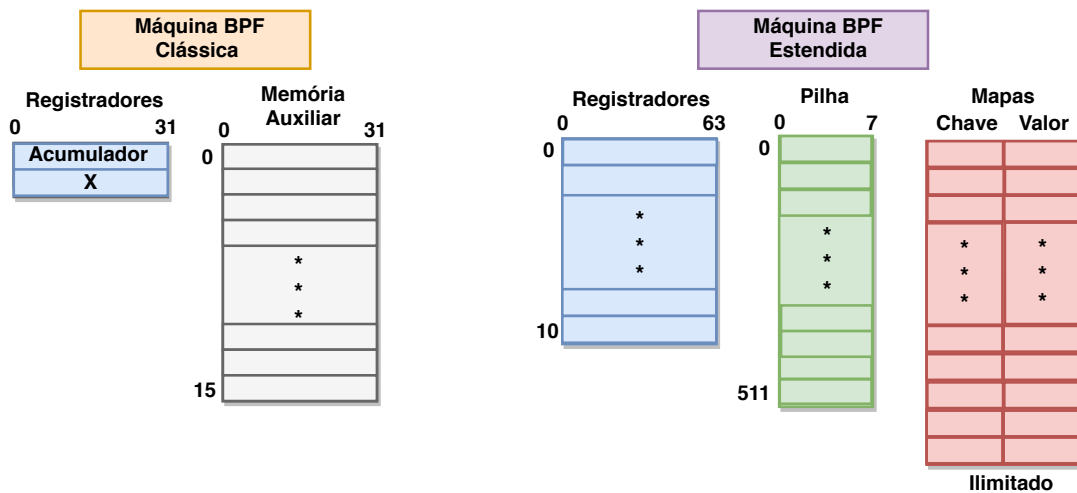 Máquina BPF
Clássica
Registradores
0 31
Acumulador
X
Memória
Auxiliar
0 31
0
*
*
*
15
Máquina BPF
Estendida
Registradores
0 63
0
*
*
*
10
Pilha
0 7
0
*
*
*
511
Mapas
Chave Valor
* *
* *
* *
Ilimitado